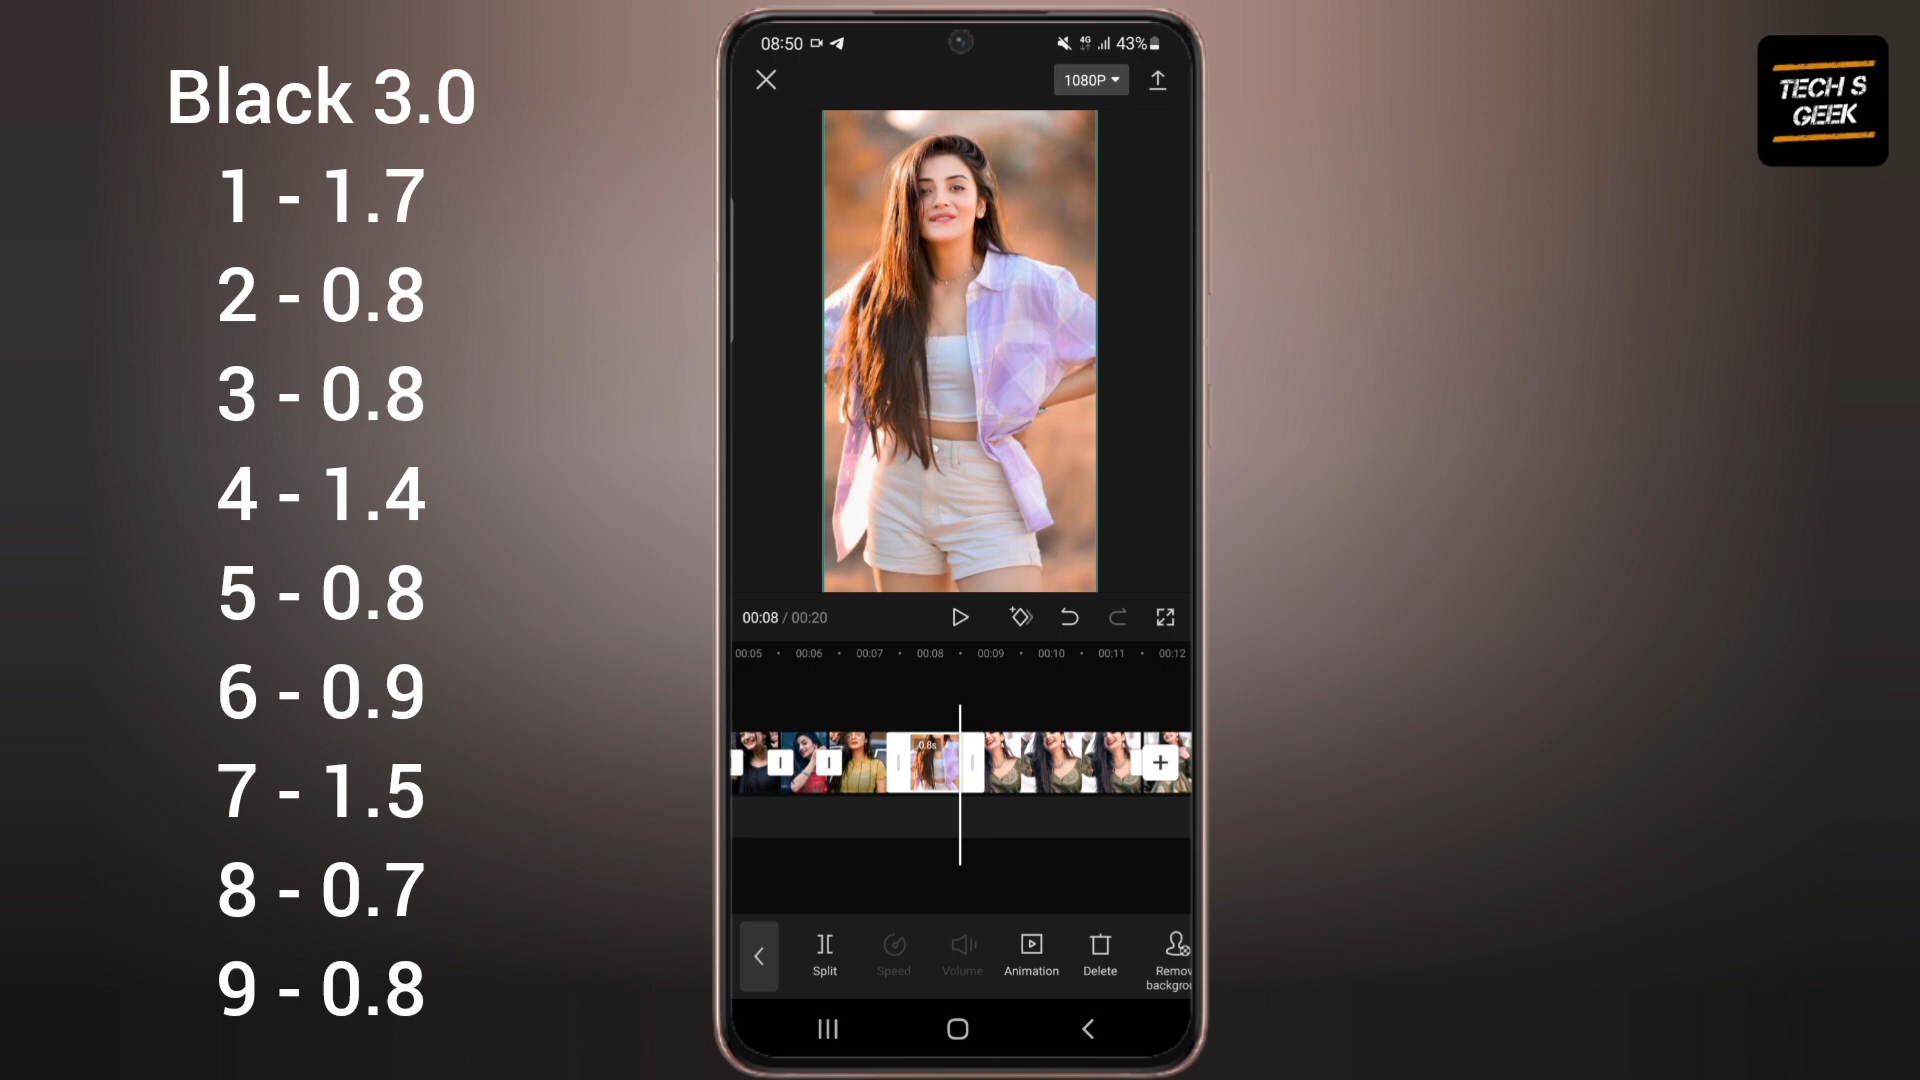 Black 3.0
1 - 1.7
2 - 0.8
3 - 0.8
4 - 1.4
5 - 0.8
6 - 0.9
7 - 1.5
8 - 0.7
9 - 0.8
08:50
4G 43%
1080P
00:08 / 00:20
00:05 • 00:06 • 00:07 • 00:08 • 00:09 • 00:10 • 00:11 • 00:12
0.8s
Split Speed Volume Animation Delete Remov
backgrou
TECH S
GEEK